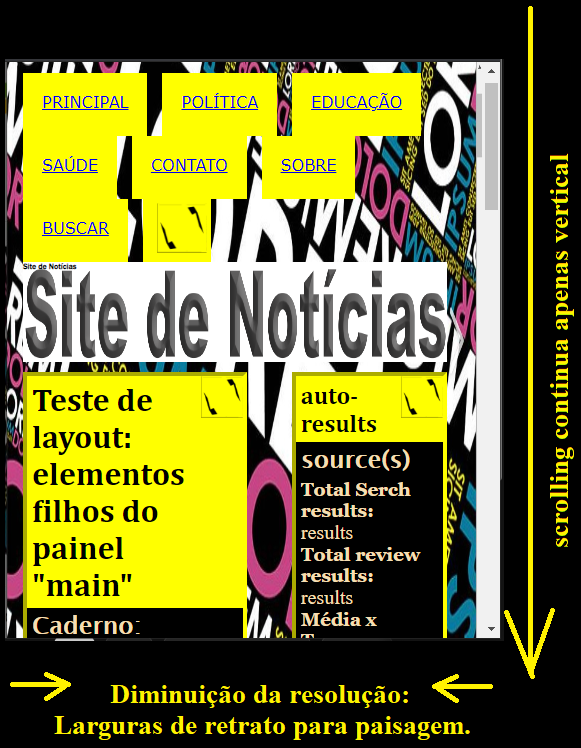 PRINCIPAL POLÍTICA EDUCAÇÃO
SAÚDE CONTATO SOBRE
BUSCAR
Site de Notícias
Site de Notícias
Teste de
layout:
elementos
filhos do
painel
"main"
Caderno:
auto-
results
source(s)
Total Serch
results:
results
Total review
results:
results
Média x
scrolling continua apenas vertical
Diminuição da resolução:
Larguras de retrato para paisagem.